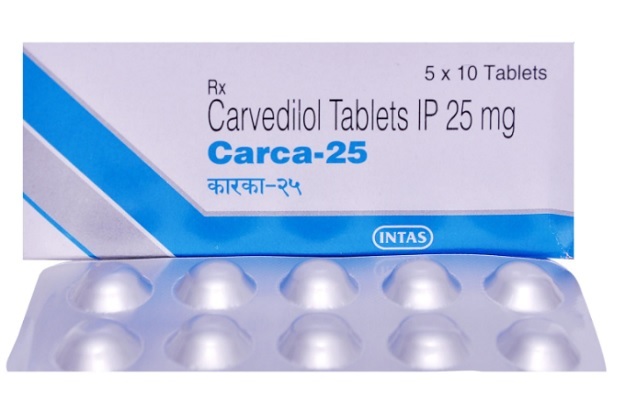 5 x 10 Tablets
Rx
Carvedilol Tablets IP 25 mg
Carca-25
कारका-२५
INTAS